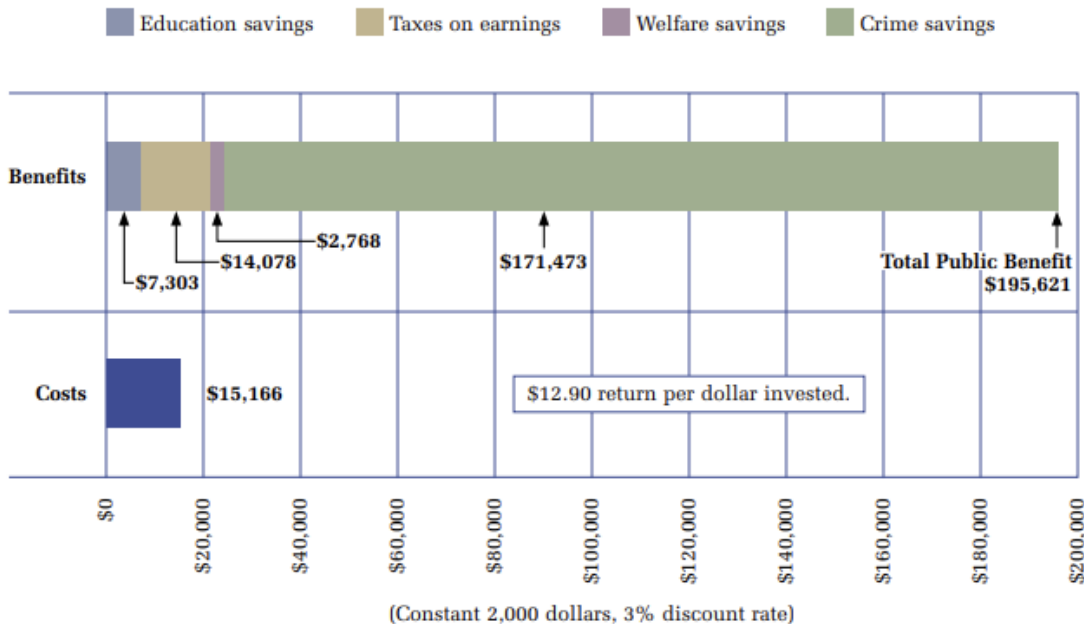 Education savings
Taxes on earnings
Welfare savings
Crime savings
Benefits
$2,768
$14,078
$171,473
Total Public Benefit
$7,303
$195,621
Costs
$15,166
$12.90 return per dollar invested.
$0
$20,000
$40,000
$60,000
$80,000
$100,000
$120,000
$140,000
$160,000
$180,000
$200,000
(Constant 2,000 dollars, 3% discount rate)